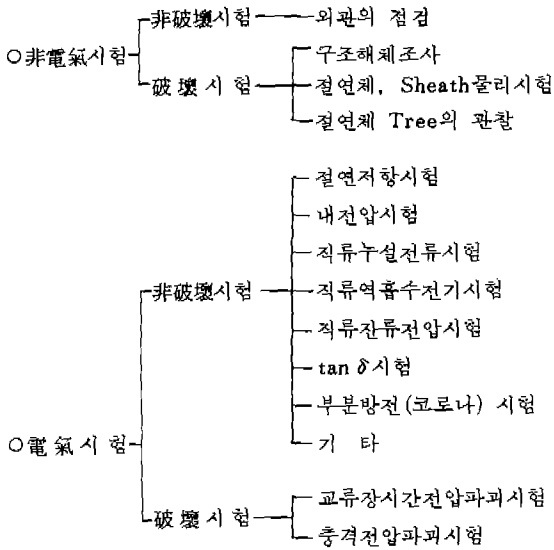 非破壞시험 외관의 점검
○非電氣시험
구조해체조사
破壞시험 절연체, Sheath물리시험
절연체 Tree의 관찰
절연저항시험
내전압시험
직류누설전류시험
非破壞시험 직류역흡수전기시험
직류잔류전압시험
tan δ시험
부분방전(코로나) 시험
기 타
○電氣시험
교류장시간전압파괴시험
破壞시험
충격전압파괴시험